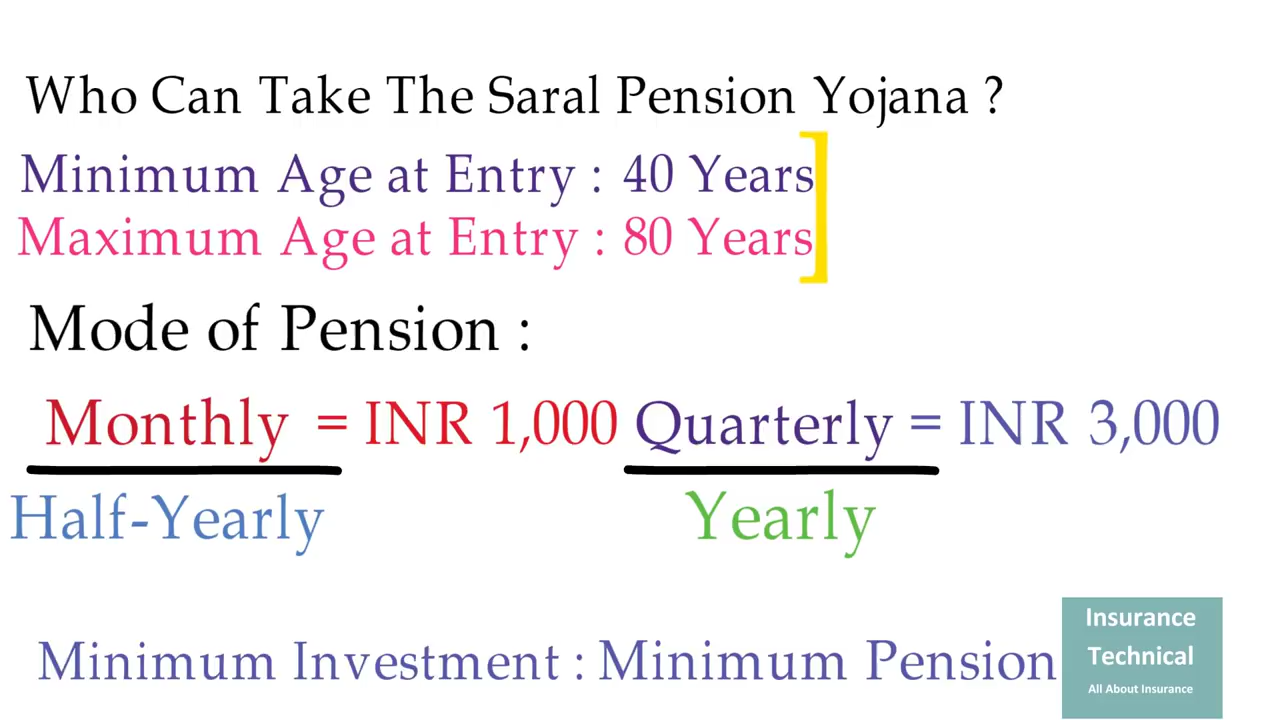 Who Can Take The Saral Pension Yojana ?
Minimum Age at Entry : 40 Years
Maximum Age at Entry : 80 Years
Mode of Pension :
Monthly = INR 1,000 Quarterly = INR 3,000
Half-Yearly Yearly
Minimum Investment : Minimum Pension
Insurance
Technical
All About Insurance